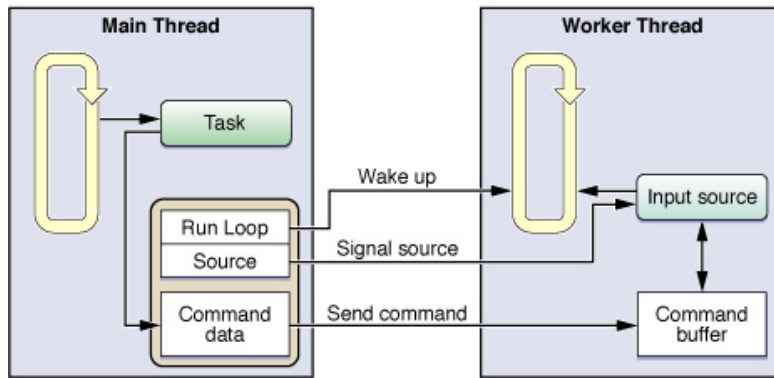 Main Thread
Worker Thread
Task
Wake up
Input source
Run Loop
Source
Signal source
Command
data
Send command
Command
buffer